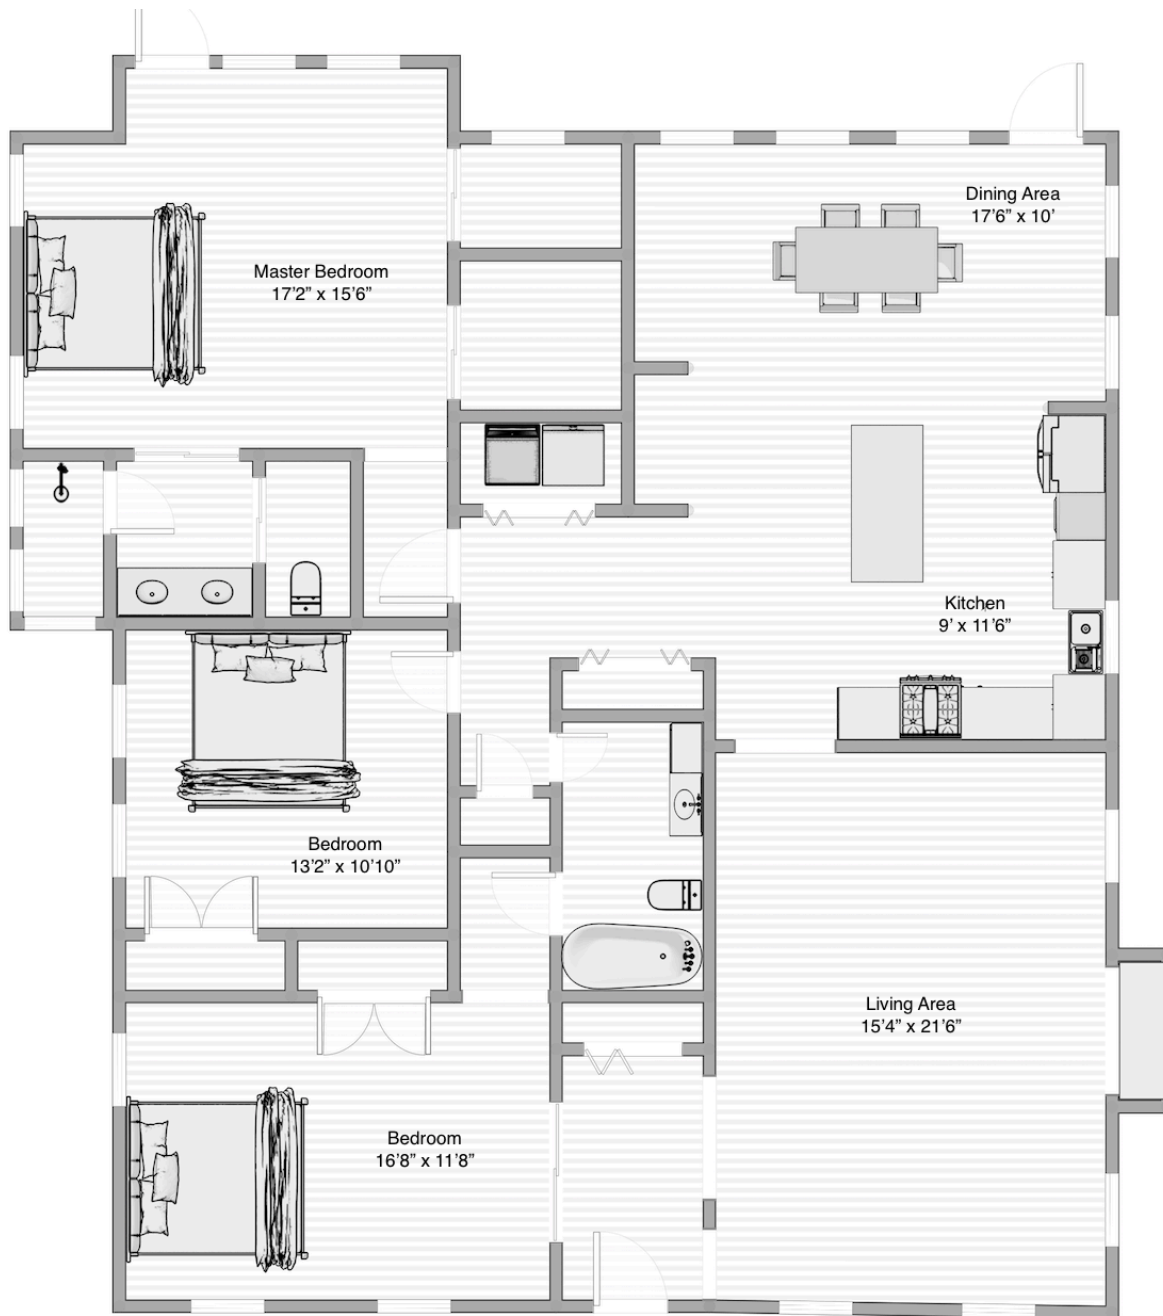 Dining Area
17’6” x 10’
Master Bedroom
17’2” x 15’6”
Kitchen
9’ x 11’6”
Bedroom
13’2” x 10’10”
Living Area
15’4” x 21’6”
Bedroom
16’8” x 11’8”